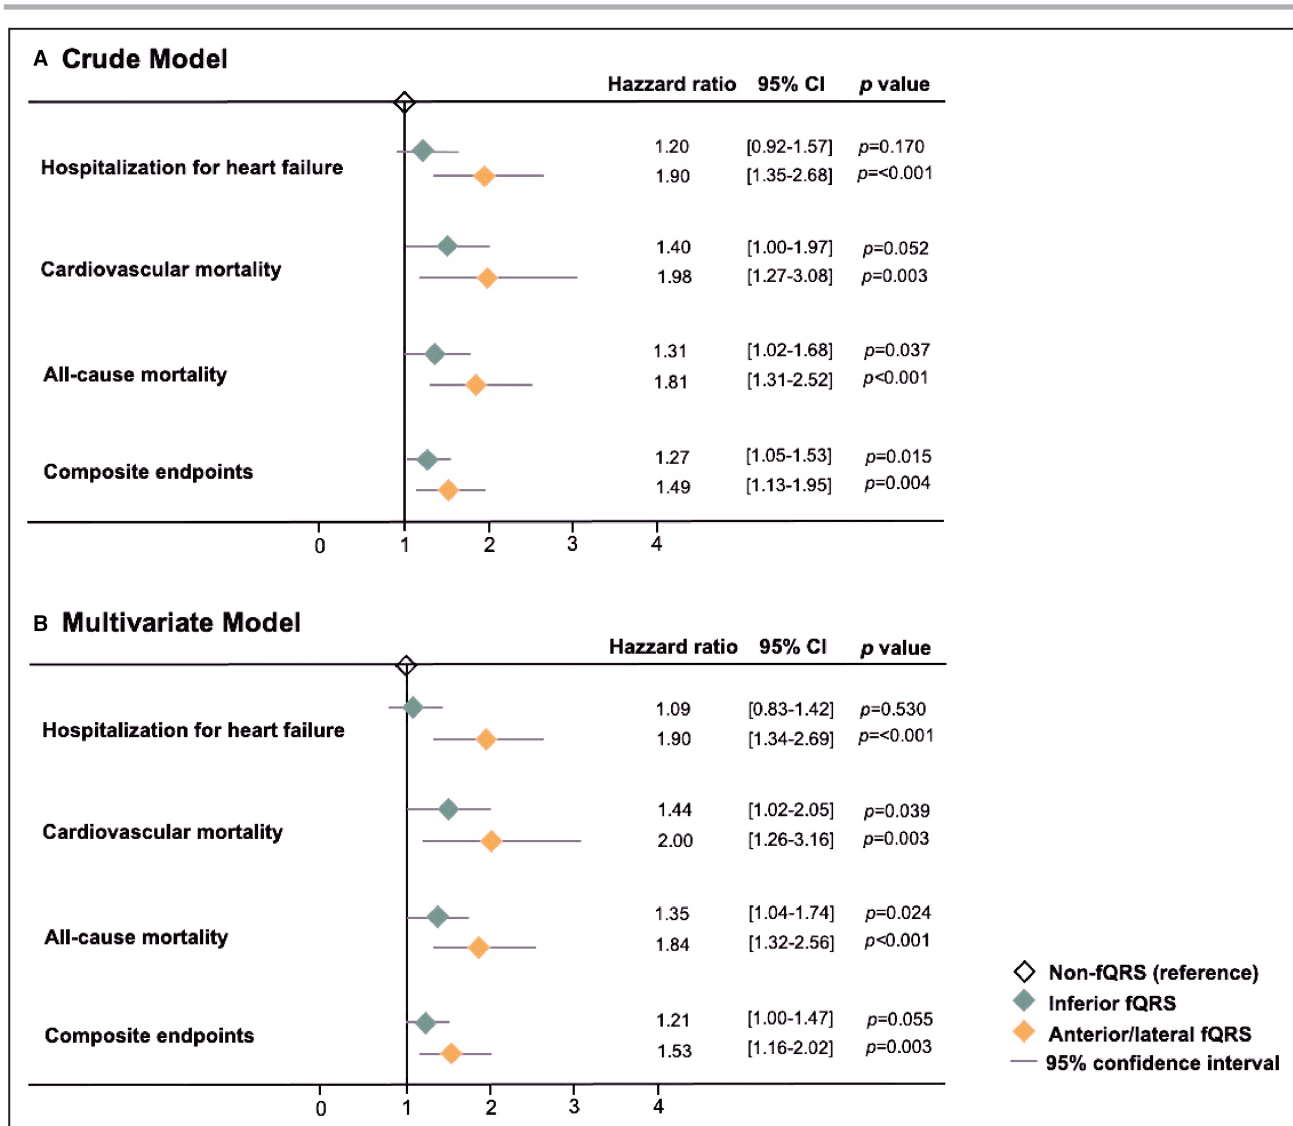 A Crude Model
Hazzard ratio 95% CI p value
Hospitalization for heart failure
1.20 [0.92-1.57] p=0.170
1.90 [1.35-2.68] p=<0.001
Cardiovascular mortality
1.40 [1.00-1.97] p=0.052
1.98 [1.27-3.08] p=0.003
All-cause mortality
1.31 [1.02-1.68] p=0.037
1.81 [1.31-2.52] p<0.001
Composite endpoints
1.27 [1.05-1.53] p=0.015
1.49 [1.13-1.95] p=0.004
0 1 2 3 4
B Multivariate Model
Hazzard ratio 95% CI p value
Hospitalization for heart failure
1.09 [0.83-1.42] p=0.530
1.90 [1.34-2.69] p=<0.001
Cardiovascular mortality
1.44 [1.02-2.05] p=0.039
2.00 [1.26-3.16] p=0.003
All-cause mortality
1.35 [1.04-1.74] p=0.024
1.84 [1.32-2.56] p<0.001
Composite endpoints
1.21 [1.00-1.47] p=0.055
1.53 [1.16-2.02] p=0.003
0 1 2 3 4
Non-fQRS (reference)
Inferior fQRS
Anterior/lateral fQRS
95% confidence interval